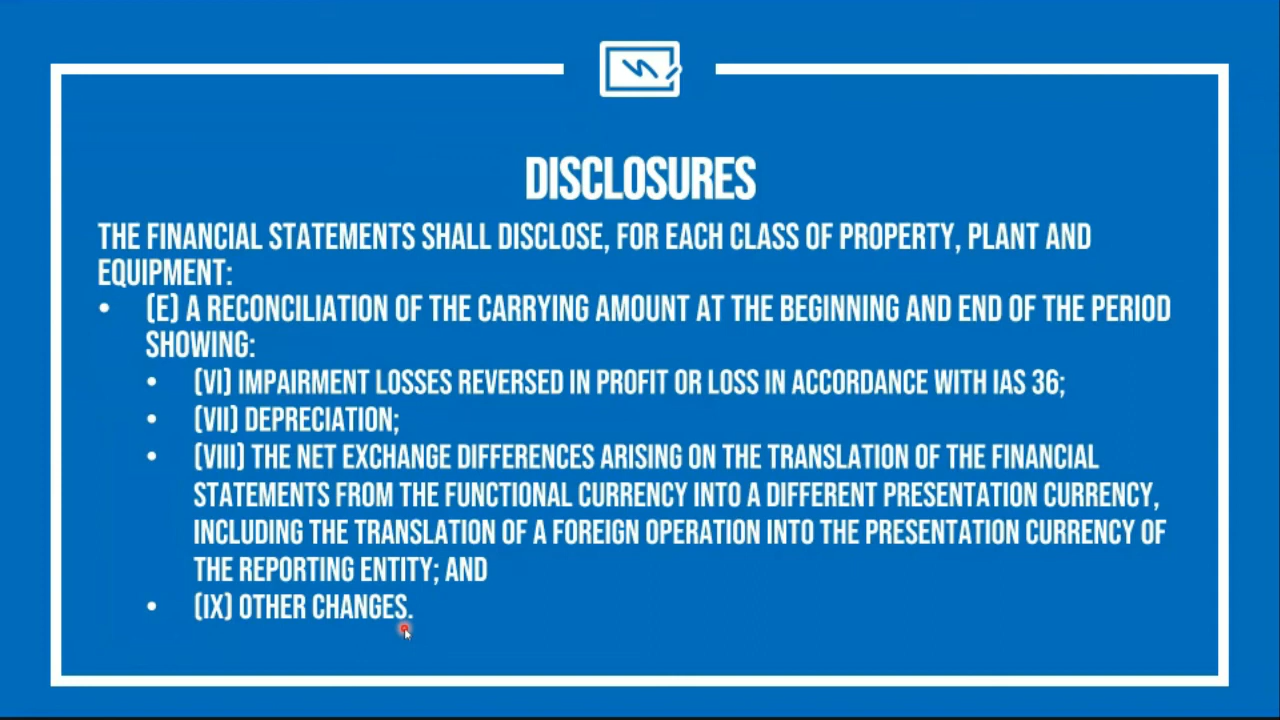 DISCLOSURES
THE FINANCIAL STATEMENTS SHALL DISCLOSE, FOR EACH CLASS OF PROPERTY, PLANT AND
EQUIPMENT:
• (E) A RECONCILIATION OF THE CARRYING AMOUNT AT THE BEGINNING AND END OF THE PERIOD
SHOWING:
• (VI) IMPAIRMENT LOSSES REVERSED IN PROFIT OR LOSS IN ACCORDANCE WITH IAS 36;
• (VII) DEPRECIATION;
• (VIII) THE NET EXCHANGE DIFFERENCES ARISING ON THE TRANSLATION OF THE FINANCIAL
STATEMENTS FROM THE FUNCTIONAL CURRENCY INTO A DIFFERENT PRESENTATION CURRENCY,
INCLUDING THE TRANSLATION OF A FOREIGN OPERATION INTO THE PRESENTATION CURRENCY OF
THE REPORTING ENTITY; AND
• (IX) OTHER CHANGES.